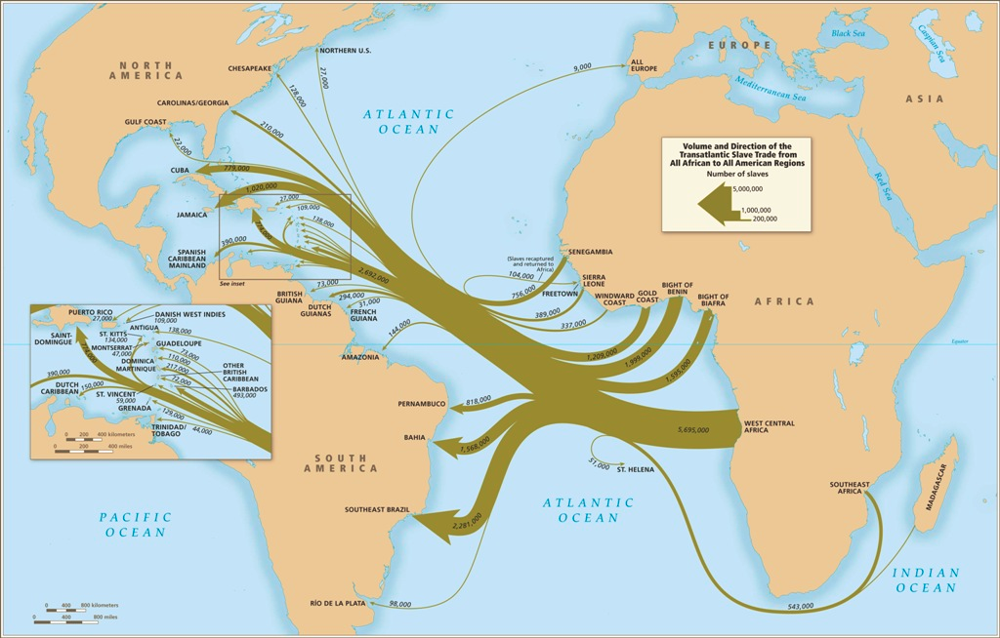 NORTH
AMERICA
NORTHERN U.S.
CHESAPEAKE
CAROLINAS/GEORGIA
GULF COAST
CUBA
JAMAICA
SPANISH
CARIBBEAN
MAINLAND
27,000
128,000
210,000
22,000
779,000
1,020,000
27,000
109,000
138,000
774,000
390,000
See inset
2,692,000
ATLANTIC
OCEAN
9,000
ALL
EUROPE
EUROPE
Black Sea
Caspian Sea
Mediterranean Sea
ASIA
Red Sea
Volume and Direction of the
Transatlantic Slave Trade from
All African to All American Regions
Number of slaves
5,000,000
1,000,000
200,000
73,000
294,000
31,000
144,000
BRITISH
GUIANA
DUTCH
GUIANAS
FRENCH
GUIANA
AMAZONIA
(Slaves recaptured
and returned to
Africa)
104,000
756,000
389,000
337,000
SENEGAMBIA
SIERRA
LEONE
FREETOWN
WINDWARD
COAST
GOLD
COAST
BIGHT OF
BENIN
BIGHT OF
BIAFRA
1,209,000
1,999,000
1,595,000
AFRICA
Equator
PUERTO RICO
27,000
DANISH WEST INDIES
109,000
SAINT-
DOMINGUE
774,000
ANTIGUA
138,000
ST. KITTS
134,000
MONTSERRAT
47,000
GUADELOUPE
73,000
DOMINICA
110,000
MARTINIQUE
217,000
OTHER
BRITISH
CARIBBEAN
72,000
390,000
DUTCH
CARIBBEAN
150,000
ST. VINCENT
59,000
BARBADOS
493,000
GRENADA
129,000
TRINIDAD/
TOBAGO
44,000
0 200 400 kilometers
0 200 400 miles
PERNAMBUCO
818,000
BAHIA
1,568,000
SOUTH
AMERICA
SOUTHEAST BRAZIL
2,281,000
RÍO DE LA PLATA
98,000
5,695,000
WEST CENTRAL
AFRICA
51,000
ST. HELENA
ATLANTIC
OCEAN
PACIFIC
OCEAN
SOUTHEAST
AFRICA
MADAGASCAR
543,000
INDIAN
OCEAN
0 400 800 kilometers
0 400 800 miles